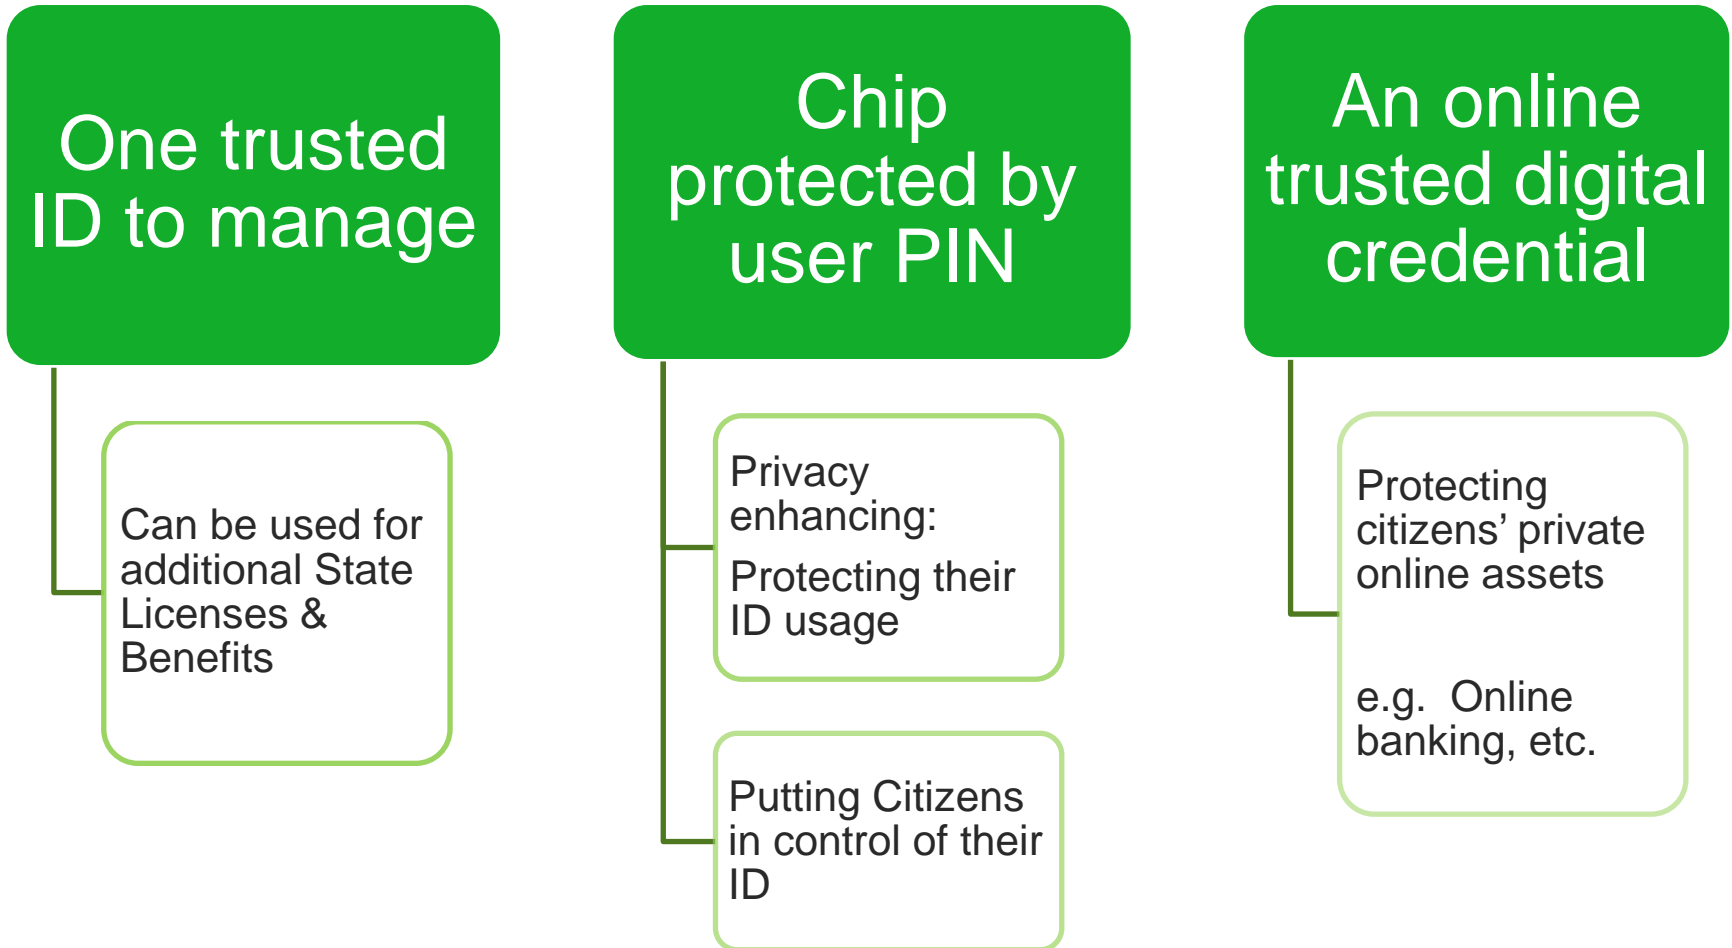 One trusted
ID to manage
Can be used for
additional State
Licenses &
Benefits
Chip
protected by
user PIN
Privacy
enhancing:
Protecting their
ID usage
Putting Citizens
in control of their
ID
An online
trusted digital
credential
Protecting
citizens’ private
online assets
e.g.  Online
banking, etc.